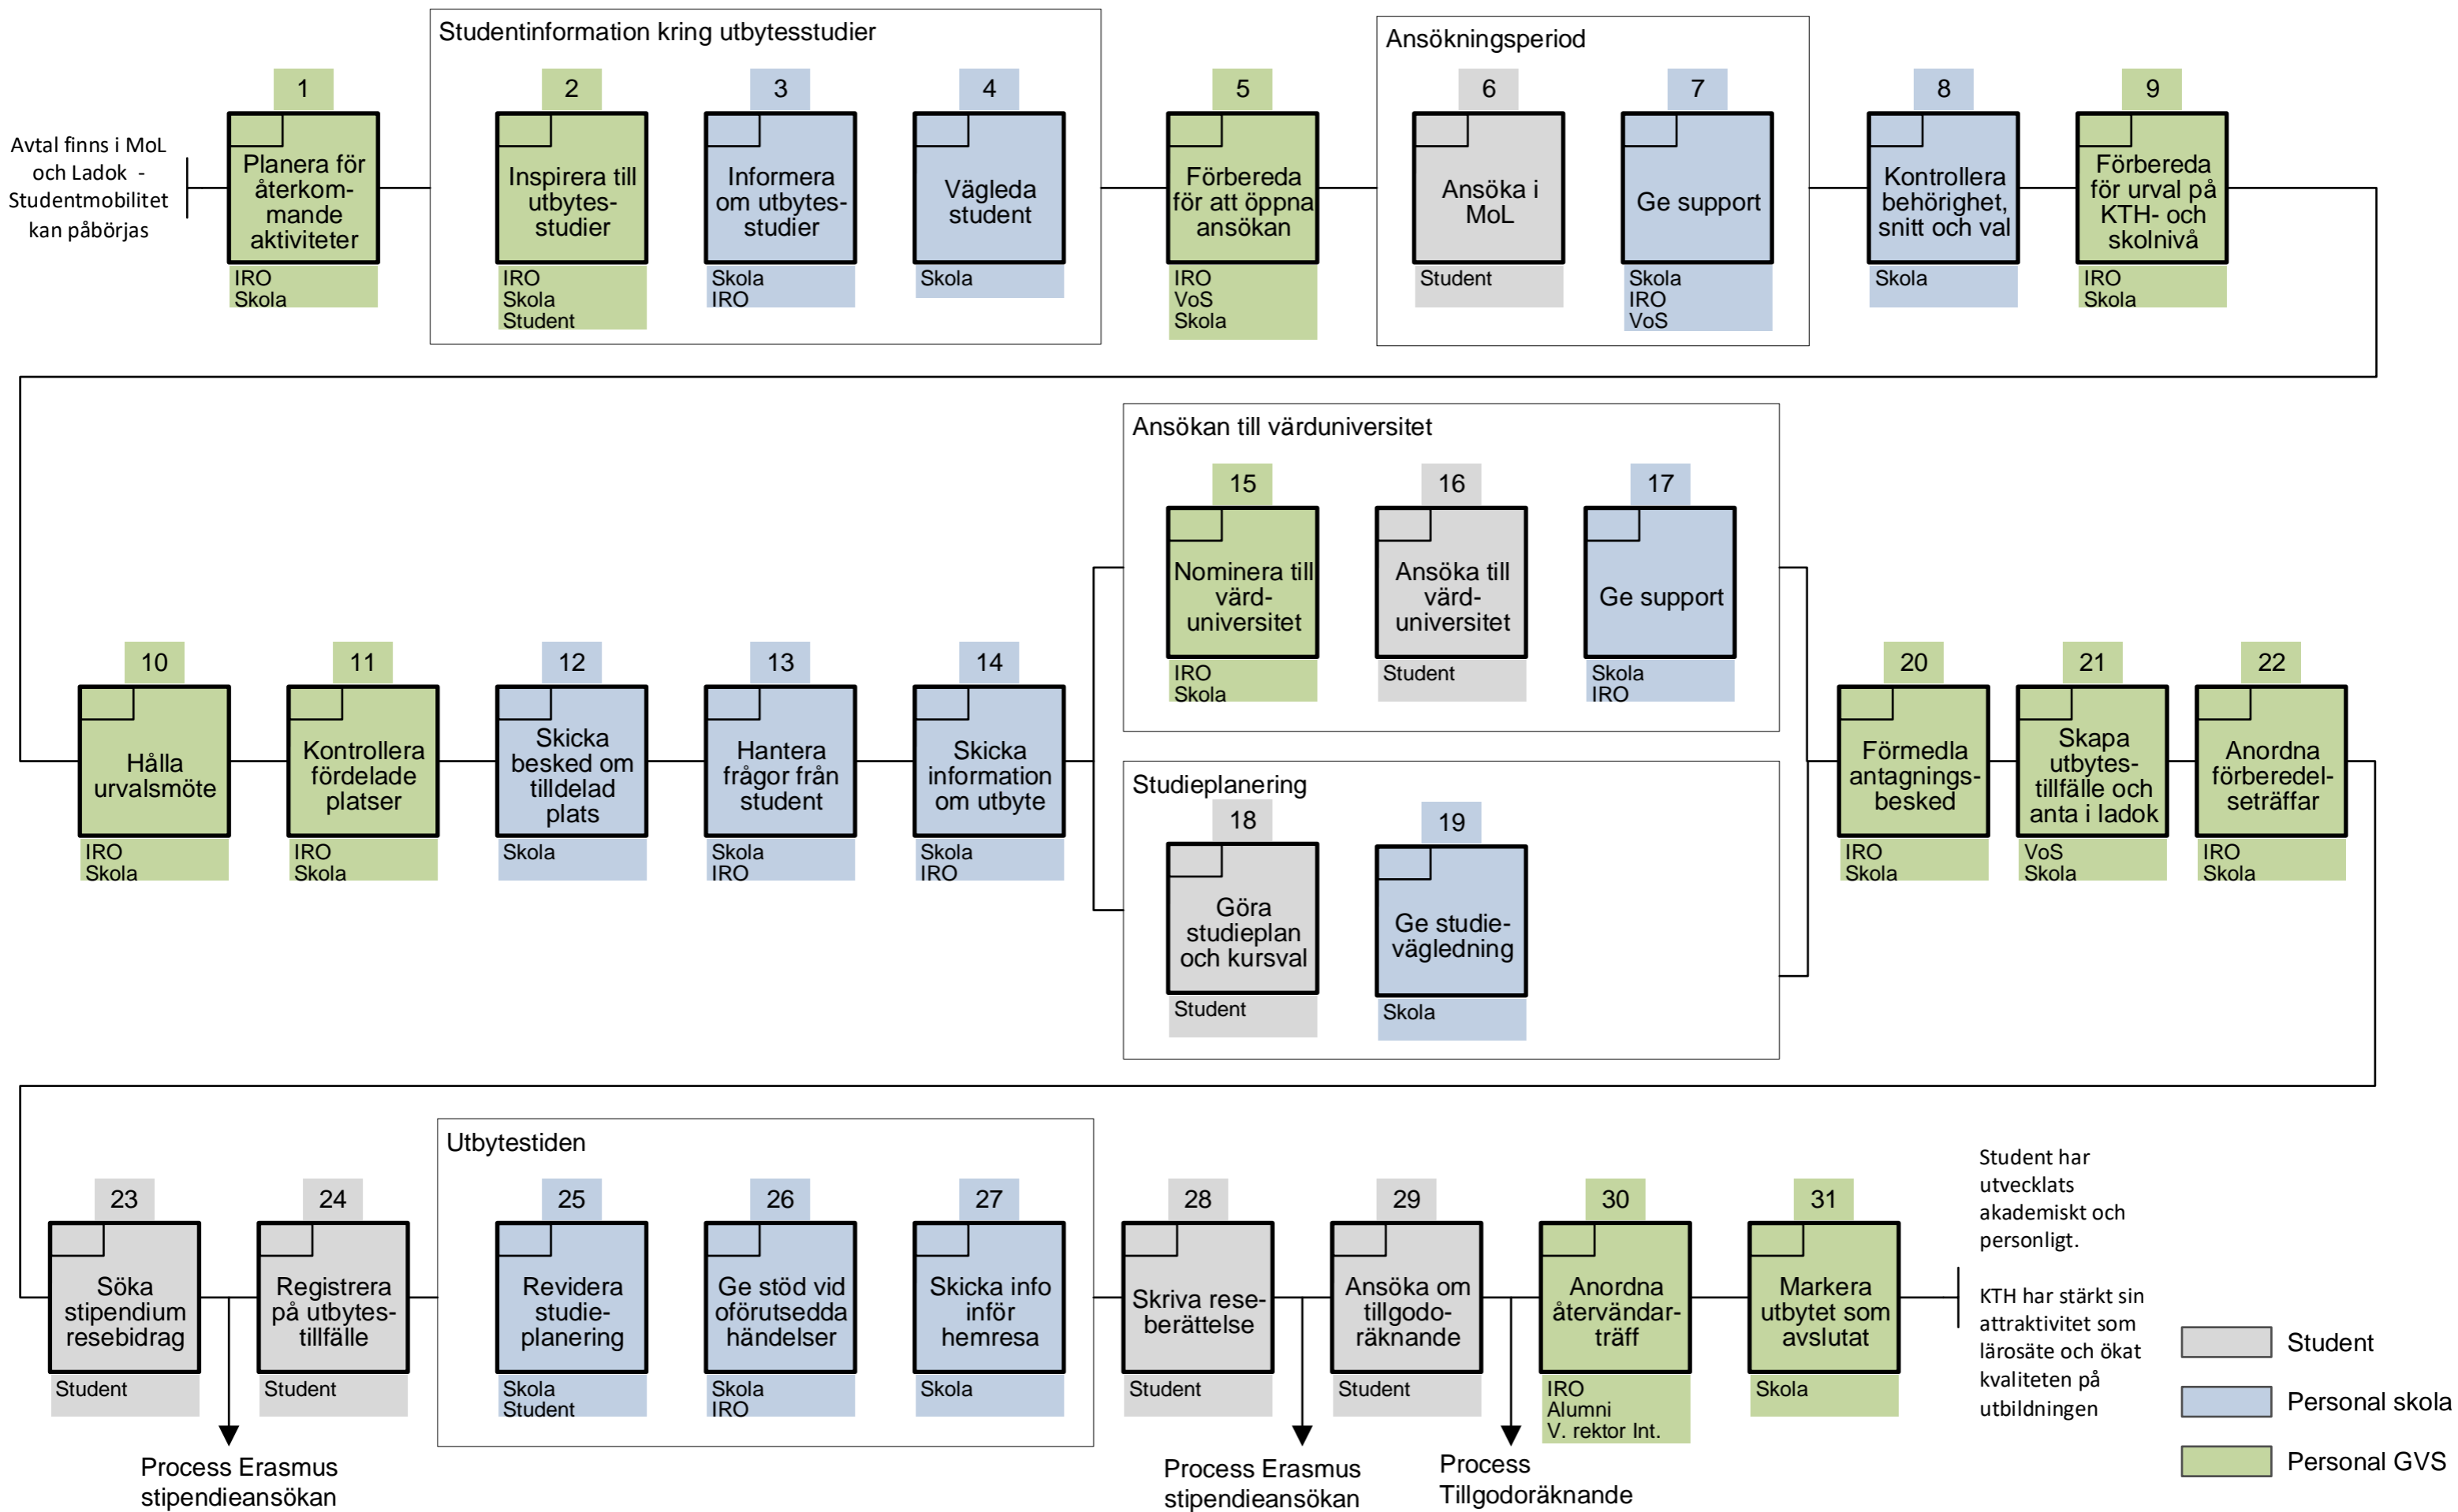 Studentinformation kring utbytesstudier
Ansökningsperiod
Avtal finns i MoL
och Ladok -
Studentmobilitet
kan påbörjas
1
Planera för
återkom-
mande
aktiviteter
IRO
Skola
2
Inspirera till
utbytes-
studier
IRO
Skola
Student
3
Informera
om utbytes-
studier
Skola
IRO
4
Vägleda
student
Skola
5
Förbereda
för att öppna
ansökan
IRO
VoS
Skola
6
Ansöka i
MoL
Student
7
Ge support
Skola
IRO
VoS
8
Kontrollera
behörighet,
snitt och val
Skola
9
Förbereda
för urval på
KTH- och
skolnivå
IRO
Skola
10
Hålla
urvalsmöte
IRO
Skola
11
Kontrollera
fördelade
platser
IRO
Skola
12
Skicka
besked om
tilldelad
plats
Skola
13
Hantera
frågor från
student
Skola
IRO
14
Skicka
information
om utbyte
Skola
IRO
Ansökan till värduniversitet
15
Nominera till
värd-
universitet
IRO
Skola
16
Ansöka till
värd-
universitet
Student
17
Ge support
Skola
IRO
Studieplanering
18
Göra
studieplan
och kursval
Student
19
Ge studie-
vägledning
Skola
20
Förmedla
antagnings-
besked
IRO
Skola
21
Skapa
utbytes-
tillfälle och
anta i ladok
VoS
Skola
22
Anordna
förberedel-
seträffar
IRO
Skola
23
Söka
stipendium
resebidrag
Student
Process Erasmus
stipendieansökan
24
Registrera
på utbytes-
tillfälle
Student
Utbytestiden
25
Revidera
studie-
planering
Skola
Student
26
Ge stöd vid
oförutsedda
händelser
Skola
IRO
27
Skicka info
inför
hemresa
Skola
28
Skriva rese-
berättelse
Student
Process Erasmus
stipendieansökan
29
Ansöka om
tillgodo-
räknande
Student
Process
Tillgodoräknande
30
Anordna
återvändar-
träff
IRO
Alumni
V. rektor Int.
31
Markera
utbytet som
avslutat
Skola
Student har
utvecklats
akademiskt och
personligt.
KTH har stärkt sin
attraktivitet som
lärosäte och ökat
kvaliteten på
utbildningen
Student
Personal skola
Personal GVS